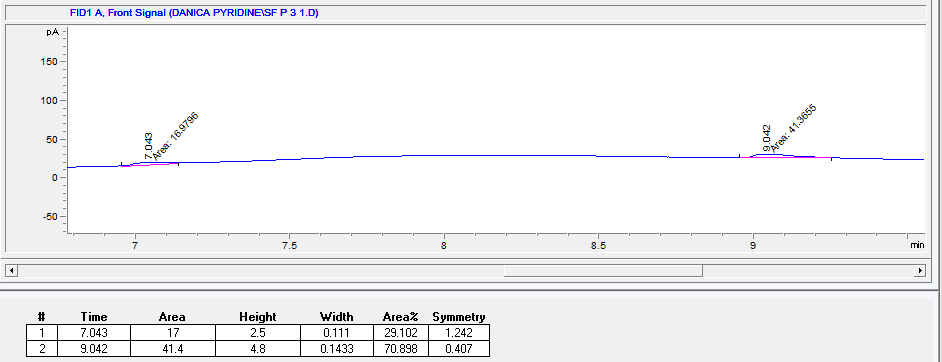 FID1 A, Front Signal (DANICA PYRIDINE\SF P 3 1.D)
pA
150
100
50
0
-50
7.043
Area: 16.9796
9.042
Area: 41.3655
7 7.5 8 8.5 9 min
# Time Area Height Width Area% Symmetry
1 7.043 17 2.5 0.111 29.102 1.242
2 9.042 41.4 4.8 0.1433 70.898 0.407